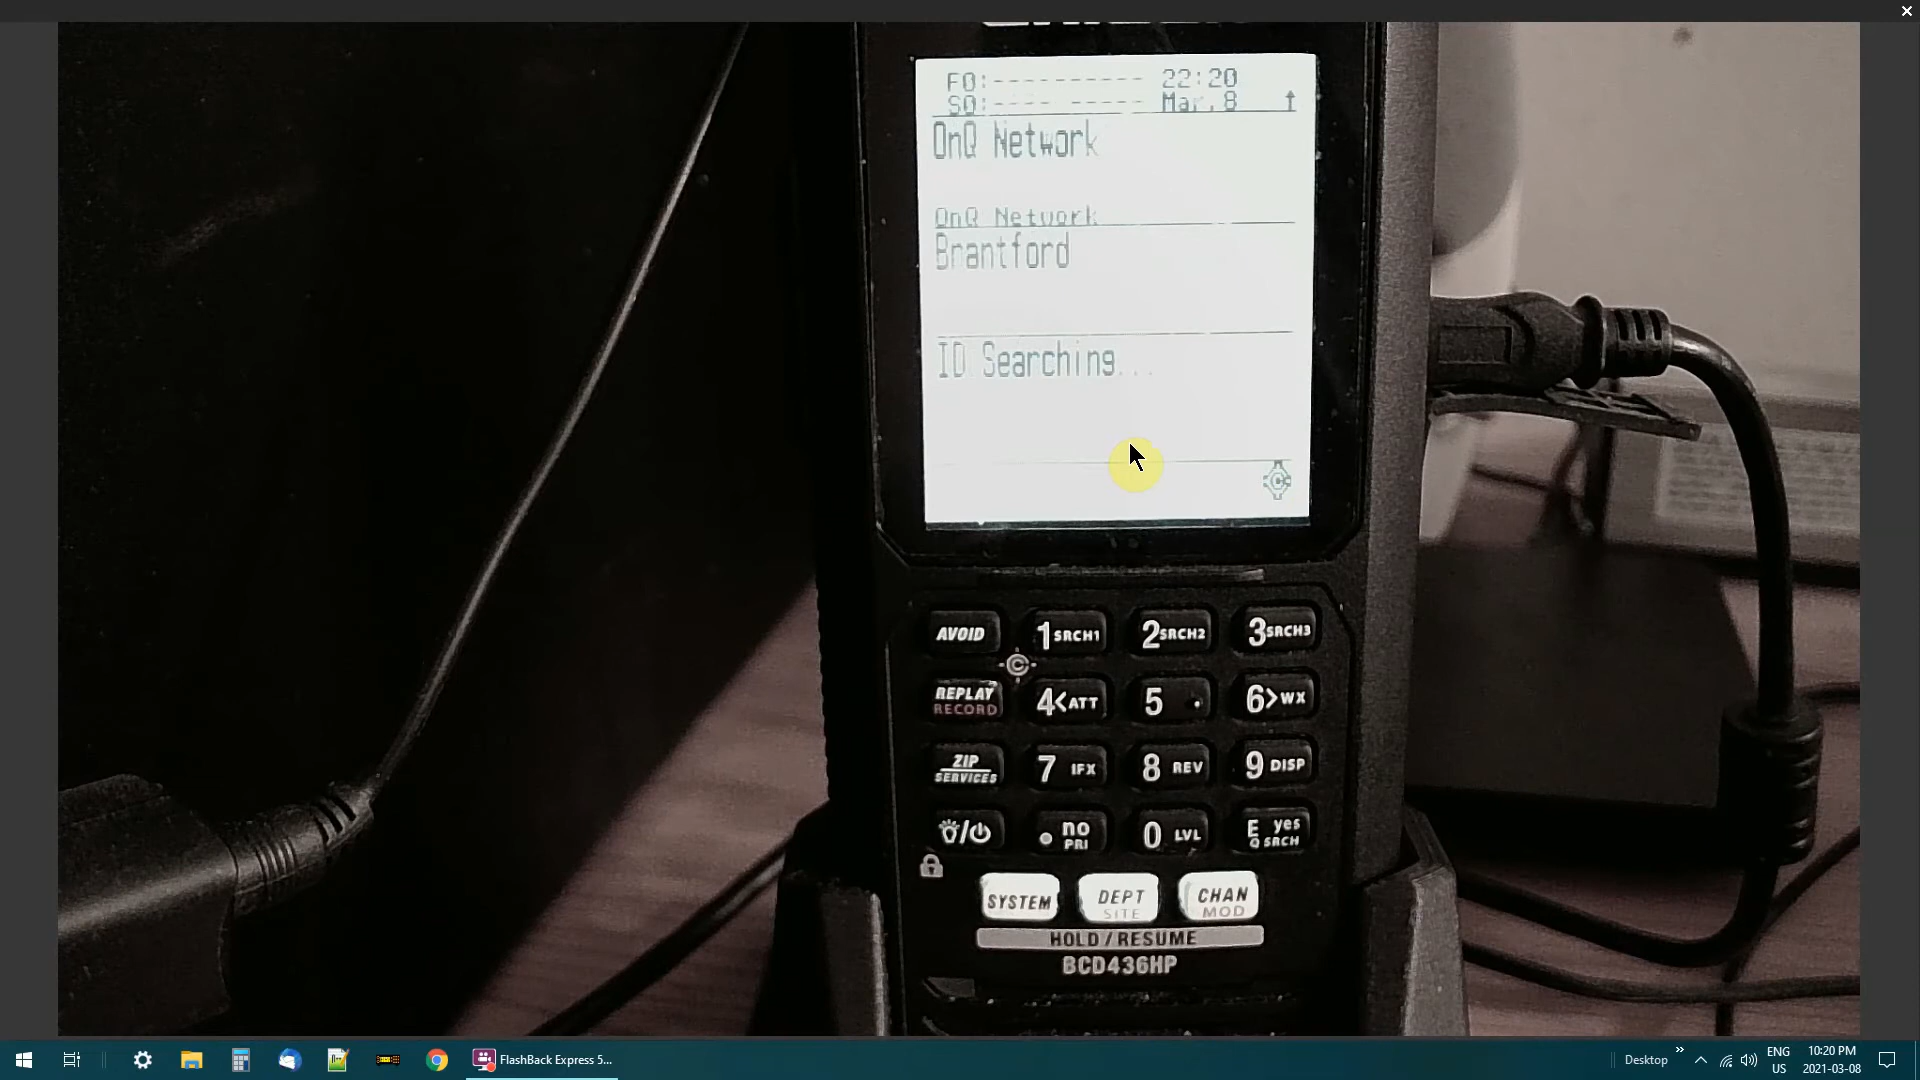 F0:---------- 22:20
S0:---- ----- Mar. 8
OnQ Network
OnQ Network
Brantford
ID Searching...
AVOID 1 SRCH1 2 SRCH2 3 SRCH3
REPLAY RECORD 4 < ATT 5 . 6 > WX
ZIP SERVICES 7 IFX 8 REV 9 DISP
. no PRI 0 LVL E yes Q SRCH
SYSTEM DEPT SITE CHAN MOD
HOLD / RESUME
BCD436HP
FlashBack Express 5...
Desktop
ENG US
10:20 PM
2021-03-08